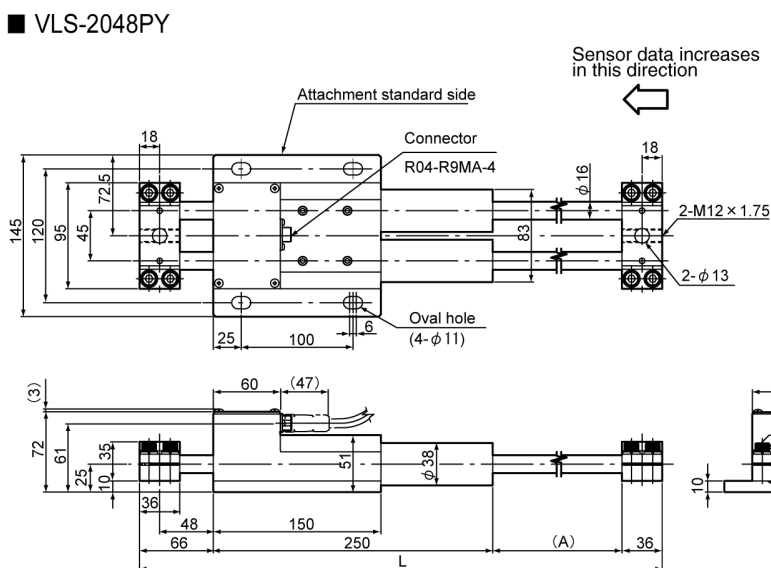 ■ VLS-2048PY
Sensor data increases
in this direction
Attachment standard side
Connector
R04-R9MA-4
18
18
72.5
145
120
95
45
φ16
83
2-M12×1.75
2-φ13
Oval hole
(4-φ11)
6
25
100
60
(47)
(3)
72
61
35
25
10
51
φ38
10
36
48
150
66
250
(A)
36
L